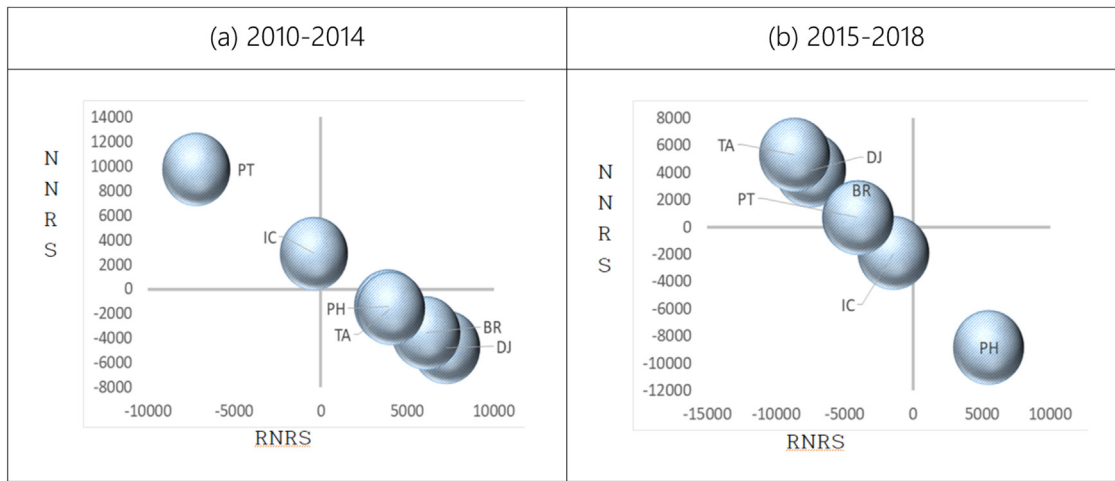 (a) 2010-2014
(b) 2015-2018
14000
12000
10000
8000
6000
4000
2000
0
-2000
-4000
-6000
-8000
-10000
-5000
0
5000
10000
N
N
R
S
PT
IC
PH
TA
BR
DJ
RNRS
8000
6000
4000
2000
0
-2000
-4000
-6000
-8000
-10000
-12000
-15000
-10000
-5000
0
5000
10000
N
N
R
S
TA
DJ
BR
PT
IC
PH
RNRS